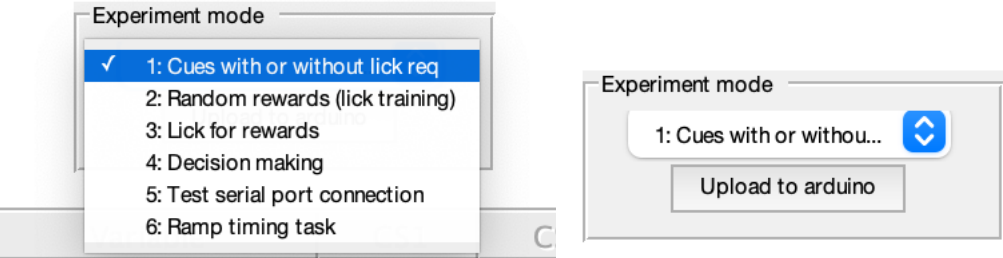 Experiment mode
✓ 1: Cues with or without lick req
2: Random rewards (lick training)
3: Lick for rewards
4: Decision making
5: Test serial port connection
6: Ramp timing task
Experiment mode
1: Cues with or withou...
Upload to arduino